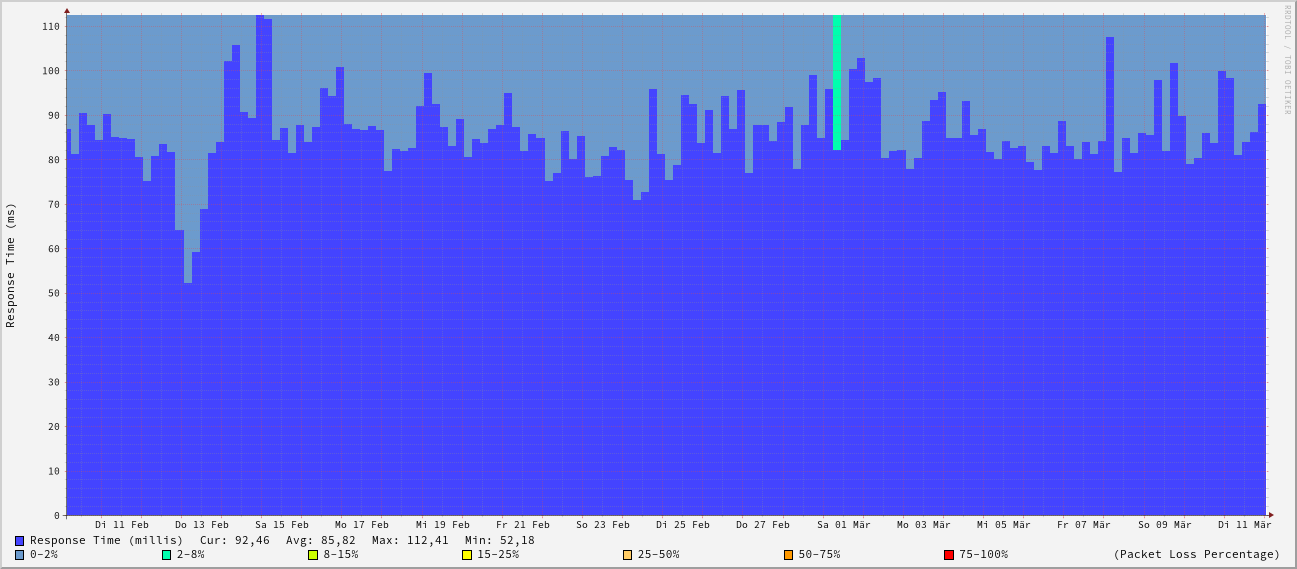 RRDTOOL / TOBI OETIKER
Response Time (ms)
110
100
90
80
70
60
50
40
30
20
10
0
Di 11 Feb Do 13 Feb Sa 15 Feb Mo 17 Feb Mi 19 Feb Fr 21 Feb So 23 Feb Di 25 Feb Do 27 Feb Sa 01 Mär Mo 03 Mär Mi 05 Mär Fr 07 Mär So 09 Mär Di 11 Mär
Response Time (millis) Cur: 92,46 Avg: 85,82 Max: 112,41 Min: 52,18
0-2% 2-8% 8-15% 15-25% 25-50% 50-75% 75-100% (Packet Loss Percentage)